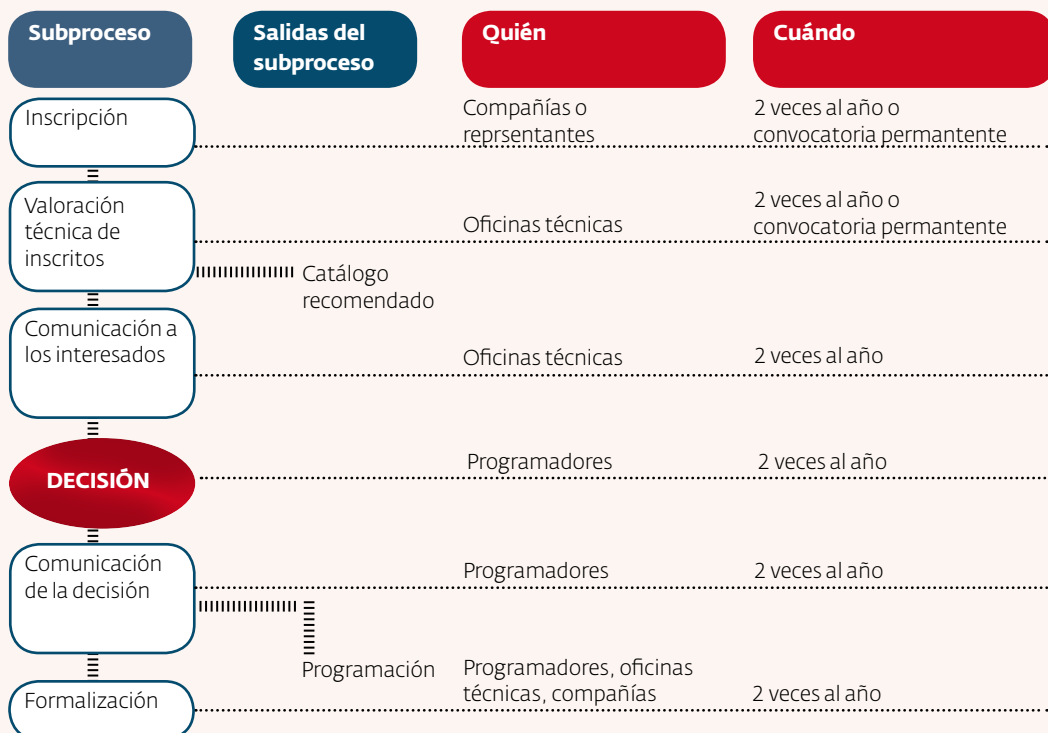 Subproceso
Salidas del
subproceso
Quién
Cuándo
Inscripción
Compañías o
reprsentantes
2 veces al año o
convocatoria permantente
Valoración
técnica de
inscritos
Oficinas técnicas
2 veces al año o
convocatoria permantente
Catálogo
recomendado
Comunicación a
los interesados
Oficinas técnicas
2 veces al año
DECISIÓN
Programadores
2 veces al año
Comunicación
de la decisión
Programadores
2 veces al año
Programación
Programadores, oficinas
técnicas, compañías
2 veces al año
Formalización